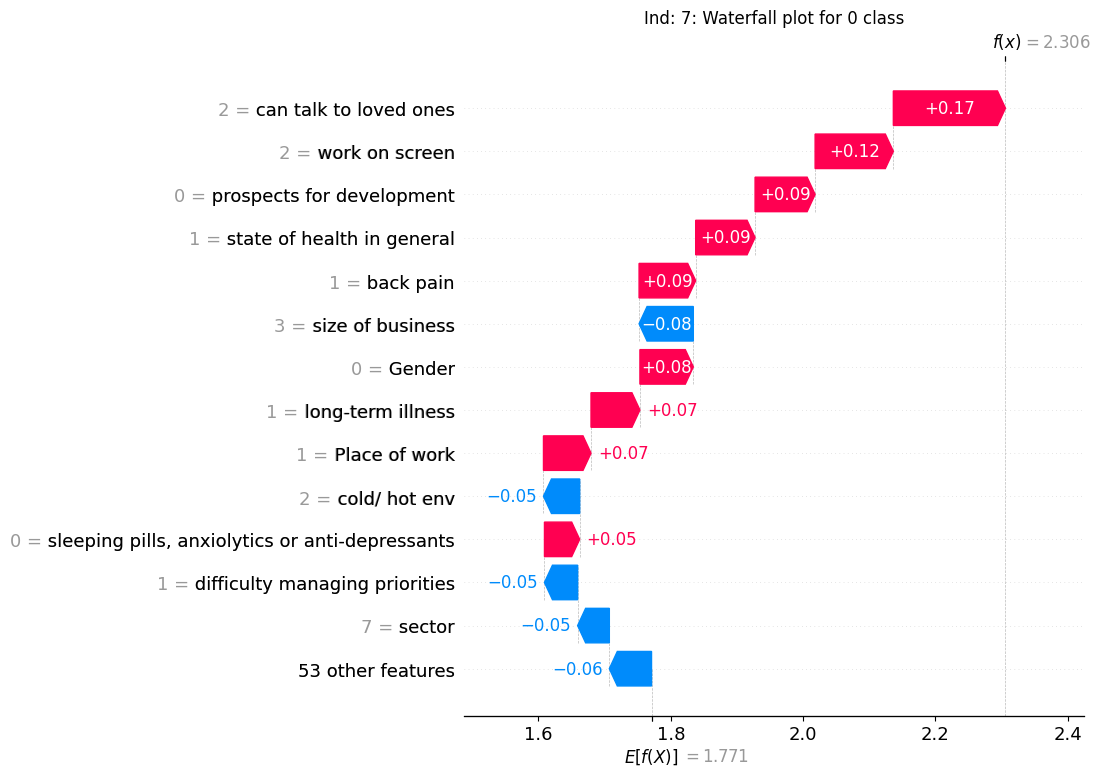 Ind: 7: Waterfall plot for 0 class
f(x) = 2.306
2 = can talk to loved ones +0.17
2 = work on screen +0.12
0 = prospects for development +0.09
1 = state of health in general +0.09
1 = back pain +0.09
3 = size of business −0.08
0 = Gender +0.08
1 = long-term illness +0.07
1 = Place of work +0.07
2 = cold/ hot env −0.05
0 = sleeping pills, anxiolytics or anti-depressants +0.05
1 = difficulty managing priorities −0.05
7 = sector −0.05
53 other features −0.06
1.6 1.8 2.0 2.2 2.4
E[f(X)] = 1.771